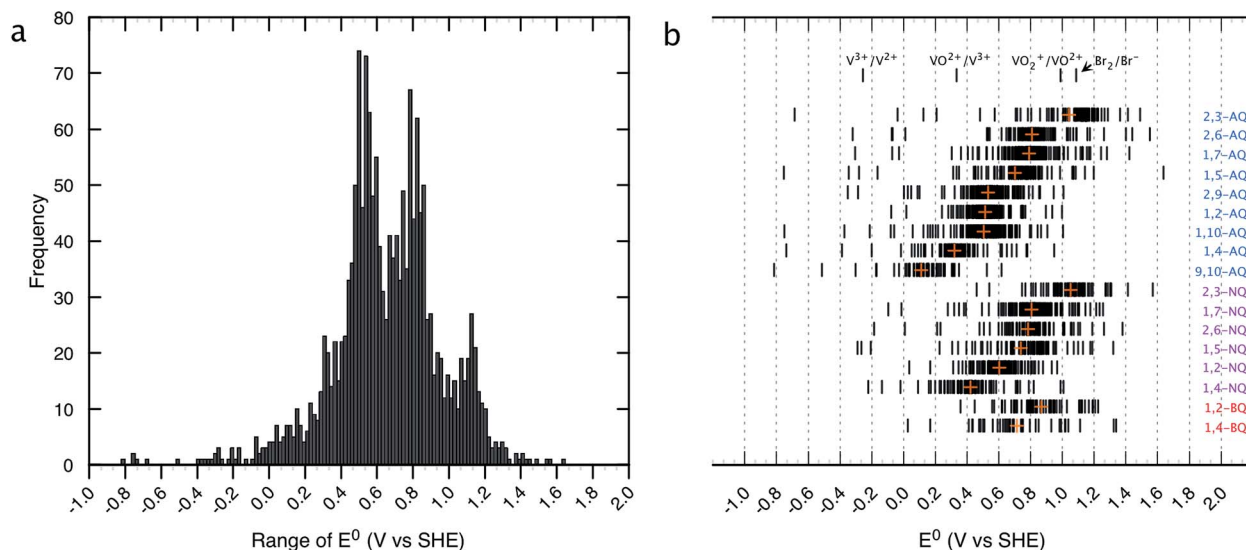 a
80
70
60
50
40
30
20
10
0
Frequency
-1.0 -0.8 -0.6 -0.4 -0.2 0.0 0.2 0.4 0.6 0.8 1.0 1.2 1.4 1.6 1.8 2.0
Range of E⁰ (V vs SHE)
b
V³⁺/V²⁺ VO²⁺/V³⁺ VO₂⁺/VO²⁺ Br₂/Br⁻
2,3-AQ
2,6-AQ
1,7-AQ
1,5-AQ
2,9-AQ
1,2-AQ
1,10-AQ
1,4-AQ
9,10-AQ
2,3-NQ
1,7-NQ
2,6-NQ
1,5-NQ
1,2-NQ
1,4-NQ
1,2-BQ
1,4-BQ
-1.0 -0.8 -0.6 -0.4 -0.2 0.0 0.2 0.4 0.6 0.8 1.0 1.2 1.4 1.6 1.8 2.0
E⁰ (V vs SHE)